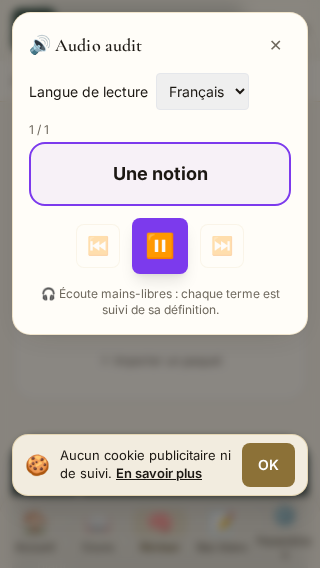 🔊 Audio audit ✕
Langue de lecture Français
1 / 1
Une notion
🎧 Écoute mains-libres : chaque terme est
suivi de sa définition.
🍪 Aucun cookie publicitaire ni
de suivi. En savoir plus
OK